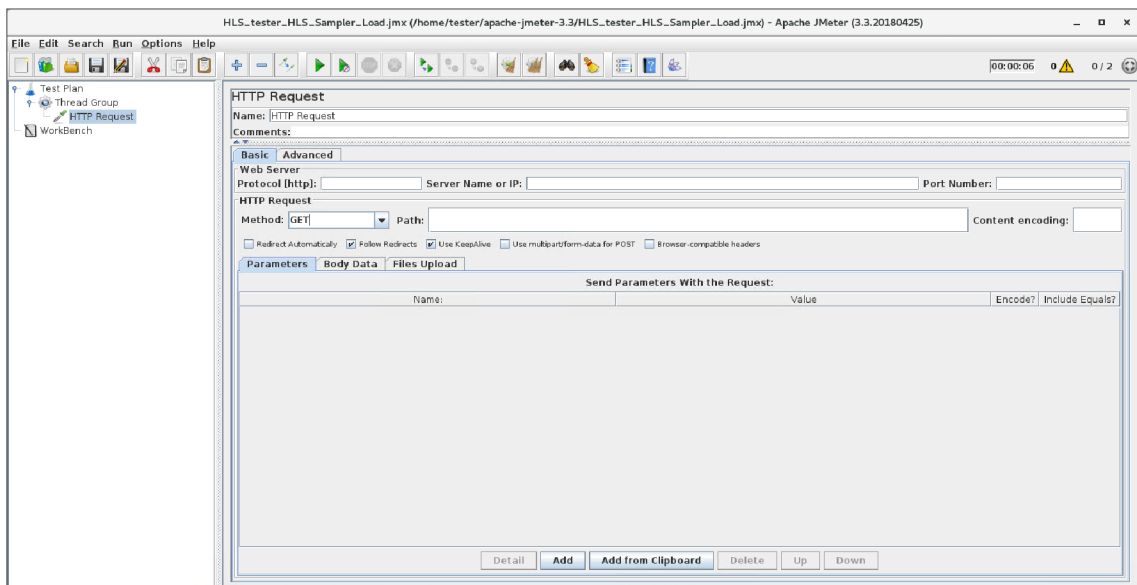 HLS_tester_HLS_Sampler_Load.jmx (/home/tester/apache-jmeter-3.3/HLS_tester_HLS_Sampler_Load.jmx) - Apache JMeter (3.3.20180425)
File Edit Search Run Options Help
00:00:06 0 0 / 2
Test Plan
Thread Group
HTTP Request
WorkBench
HTTP Request
Name: HTTP Request
Comments:
Basic Advanced
Web Server
Protocol [http]: Server Name or IP: Port Number:
HTTP Request
Method: GET Path: Content encoding:
Redirect Automatically Follow Redirects Use KeepAlive Use multipart/form-data for POST Browser-compatible headers
Parameters Body Data Files Upload
Send Parameters With the Request:
Name: Value Encode? Include Equals?
Detail Add Add from Clipboard Delete Up Down